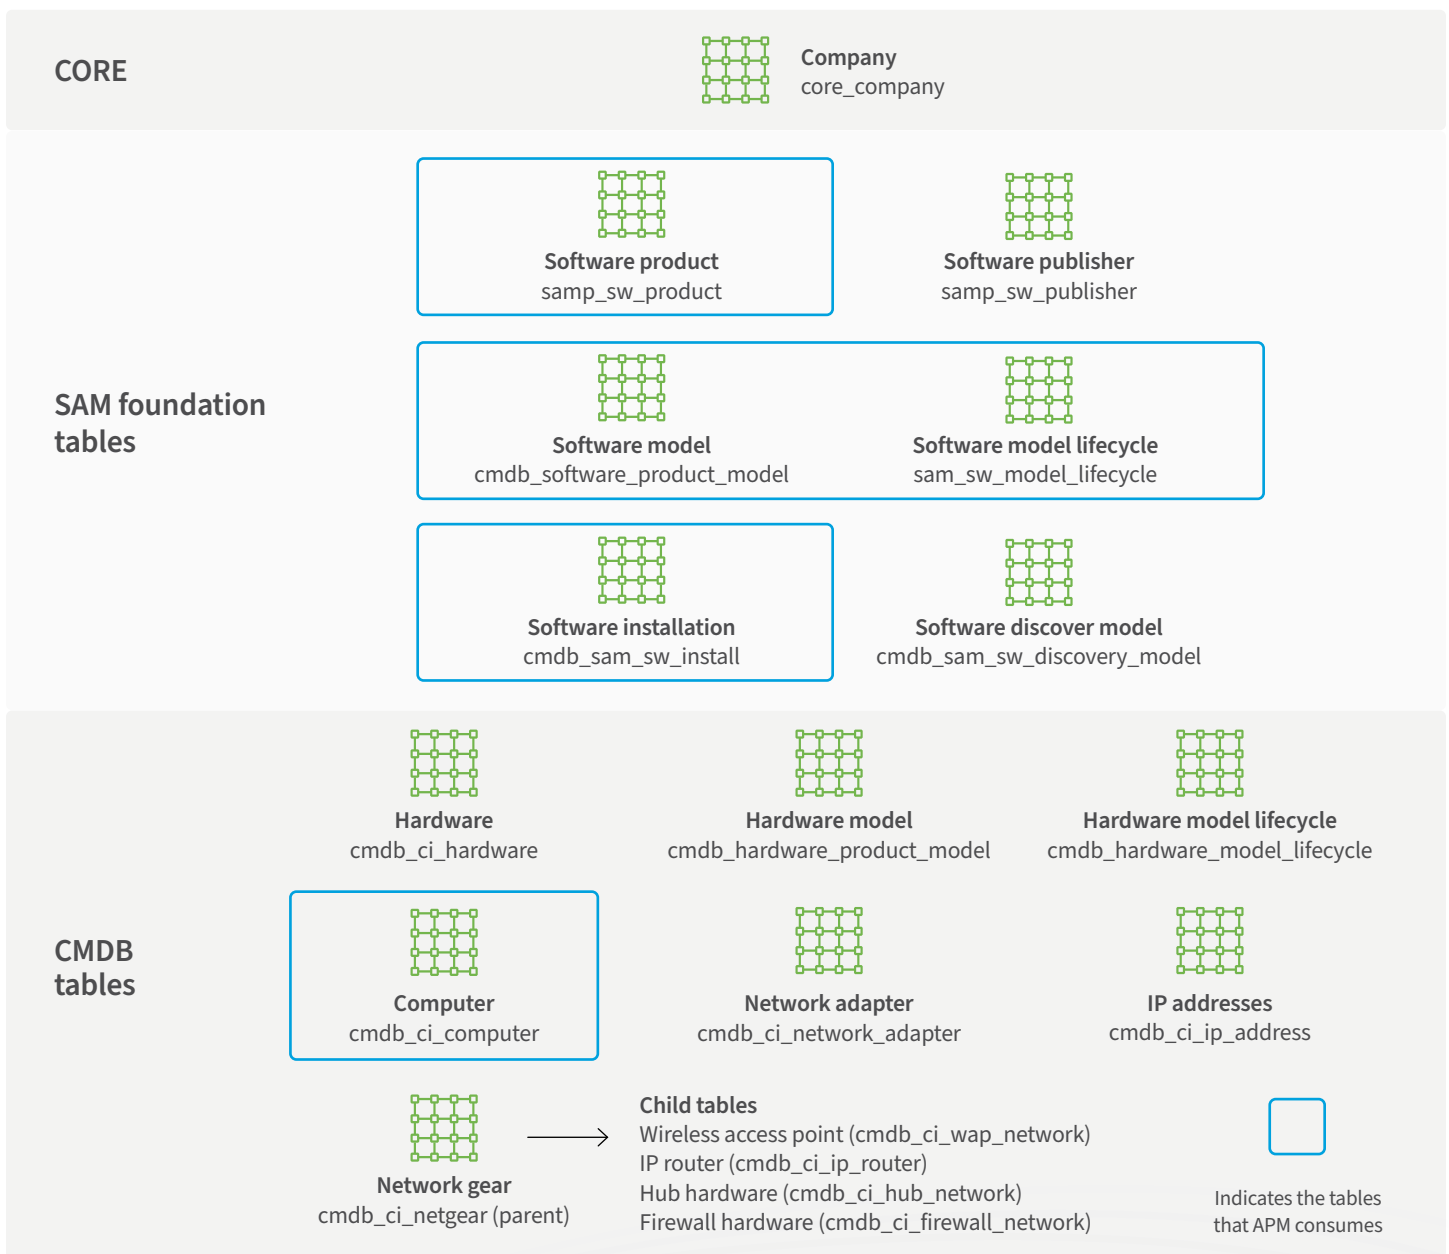 CORE
Company
core_company
SAM foundation
tables
Software product
samp_sw_product
Software publisher
samp_sw_publisher
Software model
cmdb_software_product_model
Software model lifecycle
sam_sw_model_lifecycle
Software installation
cmdb_sam_sw_install
Software discover model
cmdb_sam_sw_discovery_model
CMDB
tables
Hardware
cmdb_ci_hardware
Hardware model
cmdb_hardware_product_model
Hardware model lifecycle
cmdb_hardware_model_lifecycle
Computer
cmdb_ci_computer
Network adapter
cmdb_ci_network_adapter
IP addresses
cmdb_ci_ip_address
Network gear
cmdb_ci_netgear (parent)
Child tables
Wireless access point (cmdb_ci_wap_network)
IP router (cmdb_ci_ip_router)
Hub hardware (cmdb_ci_hub_network)
Firewall hardware (cmdb_ci_firewall_network)
Indicates the tables
that APM consumes